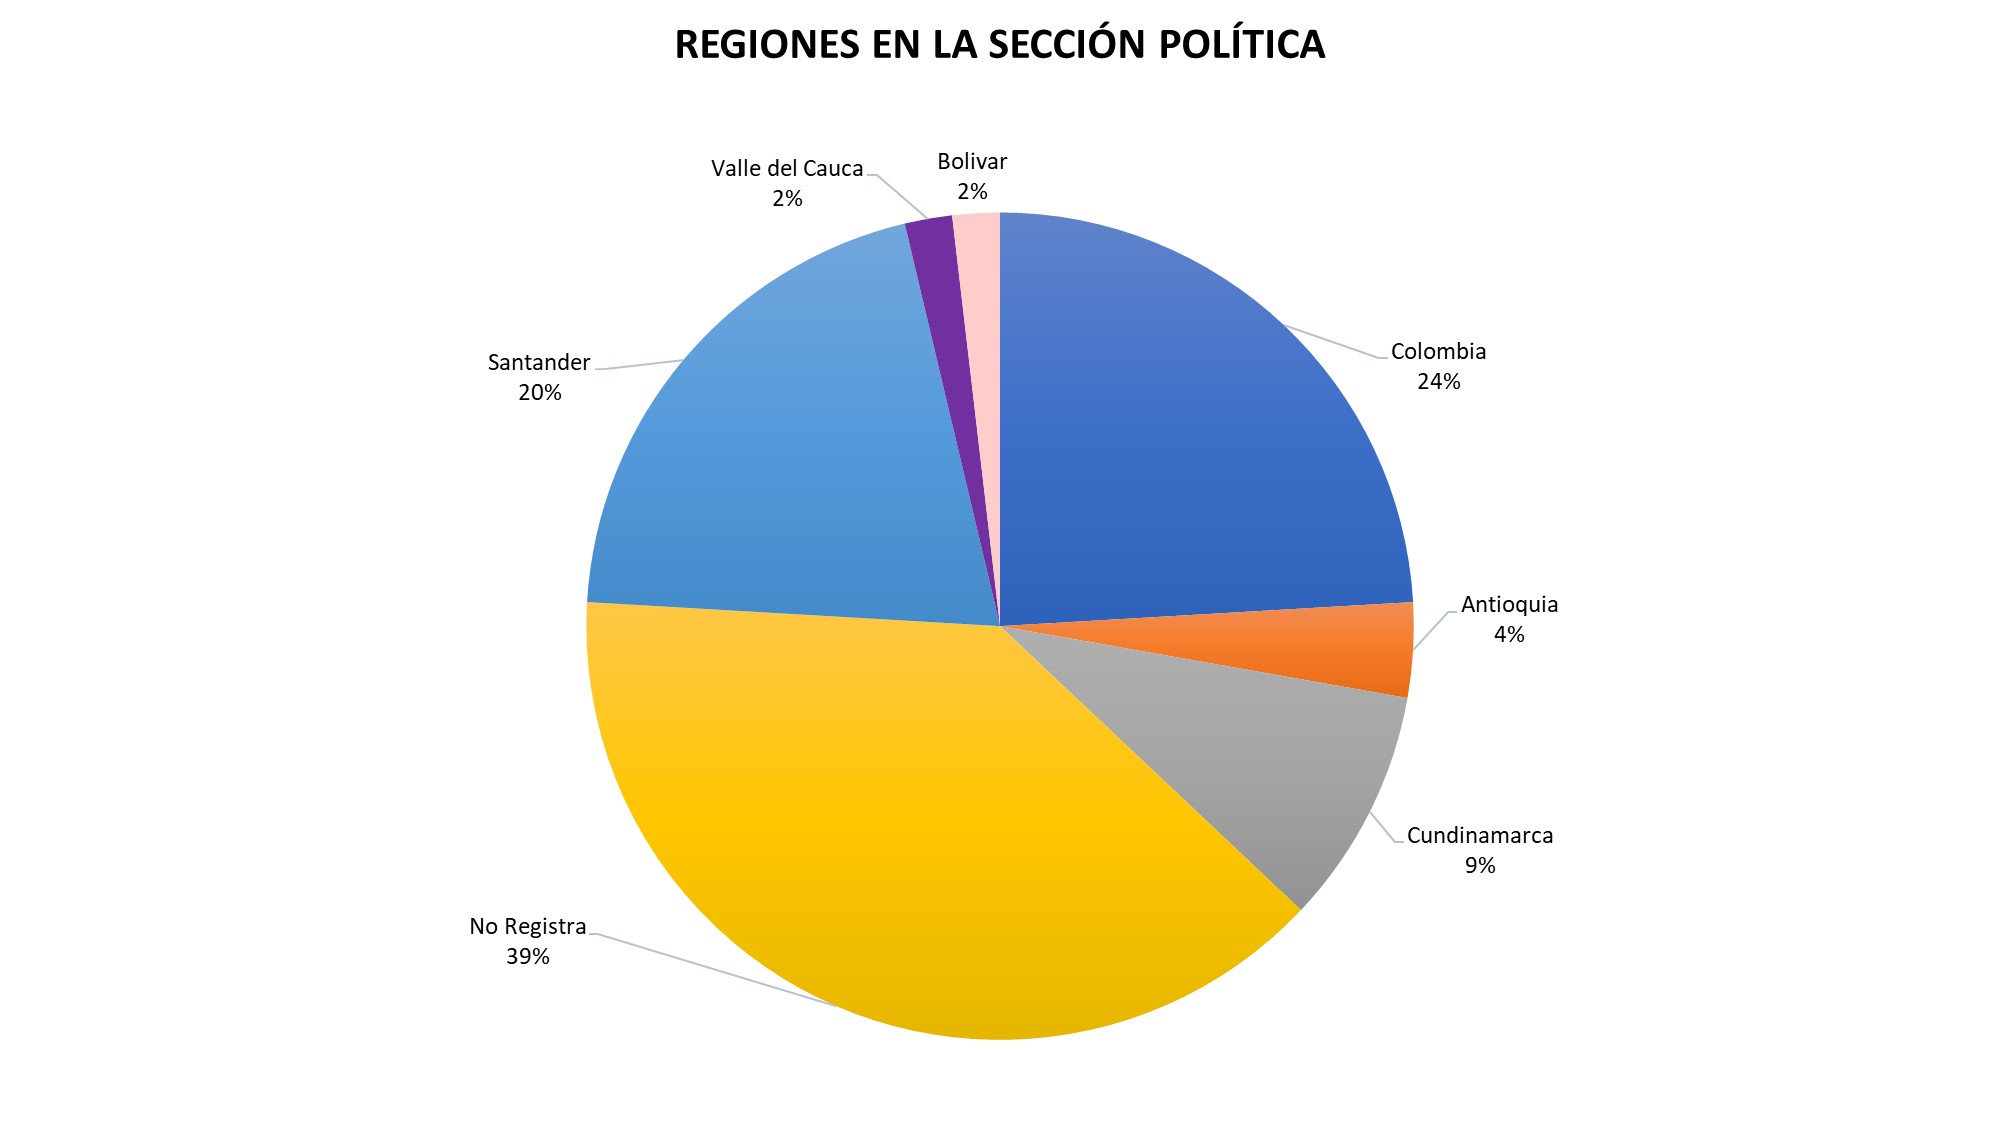 REGIONES EN LA SECCIÓN POLÍTICA
Bolivar
2%
Valle del Cauca
2%
Colombia
24%
Santander
20%
Antioquia
4%
Cundinamarca
9%
No Registra
39%